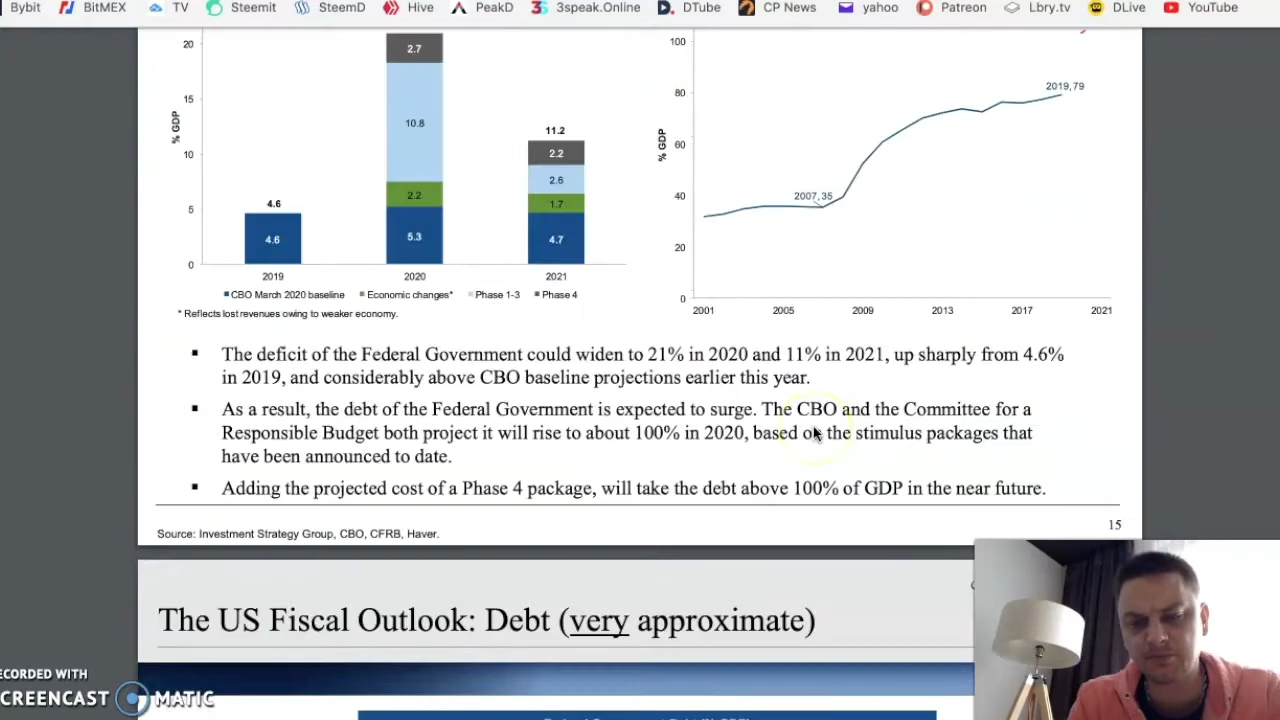 Bybit BitMEX TV Steemit SteemD Hive PeakD 3speak.Online DTube CP News yahoo Patreon Lbry.tv DLive YouTube
20
15
10
5
0
% GDP
4.6
4.6
2.7
10.8
2.2
5.3
11.2
2.2
2.6
1.7
4.7
2019 2020 2021
CBO March 2020 baseline Economic changes* Phase 1-3 Phase 4
* Reflects lost revenues owing to weaker economy.
100
80
60
40
20
0
% GDP
2019, 79
2007, 35
2001 2005 2009 2013 2017 2021
▪ The deficit of the Federal Government could widen to 21% in 2020 and 11% in 2021, up sharply from 4.6%
in 2019, and considerably above CBO baseline projections earlier this year.
▪ As a result, the debt of the Federal Government is expected to surge. The CBO and the Committee for a
Responsible Budget both project it will rise to about 100% in 2020, based on the stimulus packages that
have been announced to date.
▪ Adding the projected cost of a Phase 4 package, will take the debt above 100% of GDP in the near future.
15
Source: Investment Strategy Group, CBO, CFRB, Haver.
The US Fiscal Outlook: Debt (very approximate)
ECORDED WITH
CREENCAST MATIC